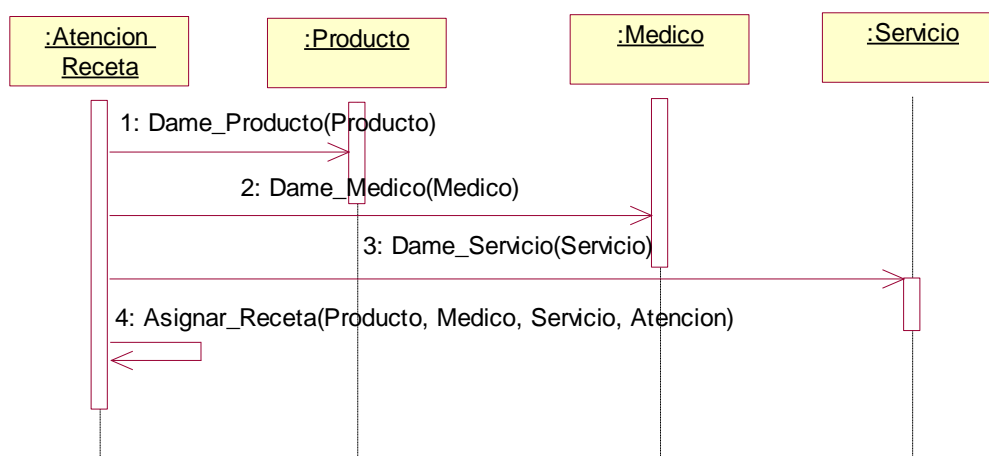 :Atencion
Receta
:Producto
:Medico
:Servicio
1: Dame_Producto(Producto)
2: Dame_Medico(Medico)
3: Dame_Servicio(Servicio)
4: Asignar_Receta(Producto, Medico, Servicio, Atencion)